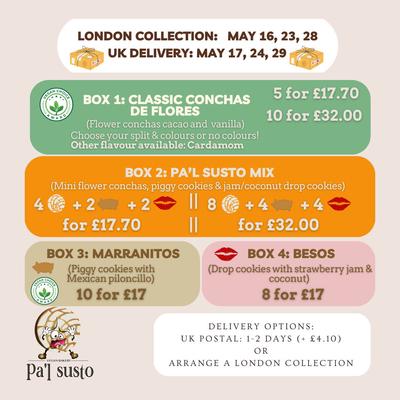 LONDON COLLECTION: MAY 16, 23, 28
UK DELIVERY: MAY 17, 24, 29
BOX 1: CLASSIC CONCHAS
DE FLORES
(Flower conchas cacao and vanilla)
Choose your split & colours or no colours!
Other flavour available: Cardamom
5 for £17.70
10 for £32.00
BOX 2: PA'L SUSTO MIX
(Mini flower conchas, piggy cookies & jam/coconut drop cookies)
4 + 2 + 2 || 8 + 4 + 4
for £17.70 || for £32.00
BOX 3: MARRANITOS
(Piggy cookies with
Mexican piloncillo)
10 for £17
BOX 4: BESOS
(Drop cookies with strawberry jam &
coconut)
8 for £17
Pa'l susto
DELIVERY OPTIONS:
UK POSTAL: 1-2 DAYS (+ £4.10)
OR
ARRANGE A LONDON COLLECTION